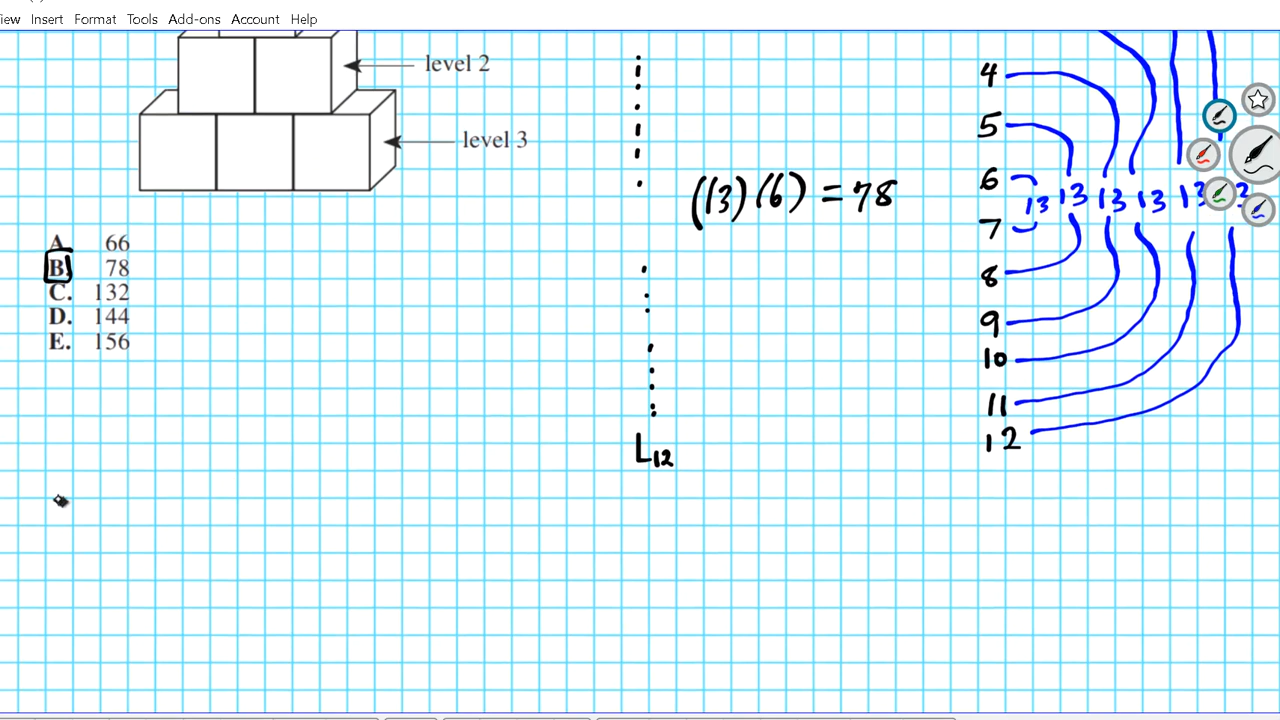 Insert Format Tools Add-ons Account Help
level 2
level 3
A. 66
B. 78
C. 132
D. 144
E. 156
(13)(6) = 78
L12
4
5
6
13 13 13 13 13
7
8
9
10
11
12